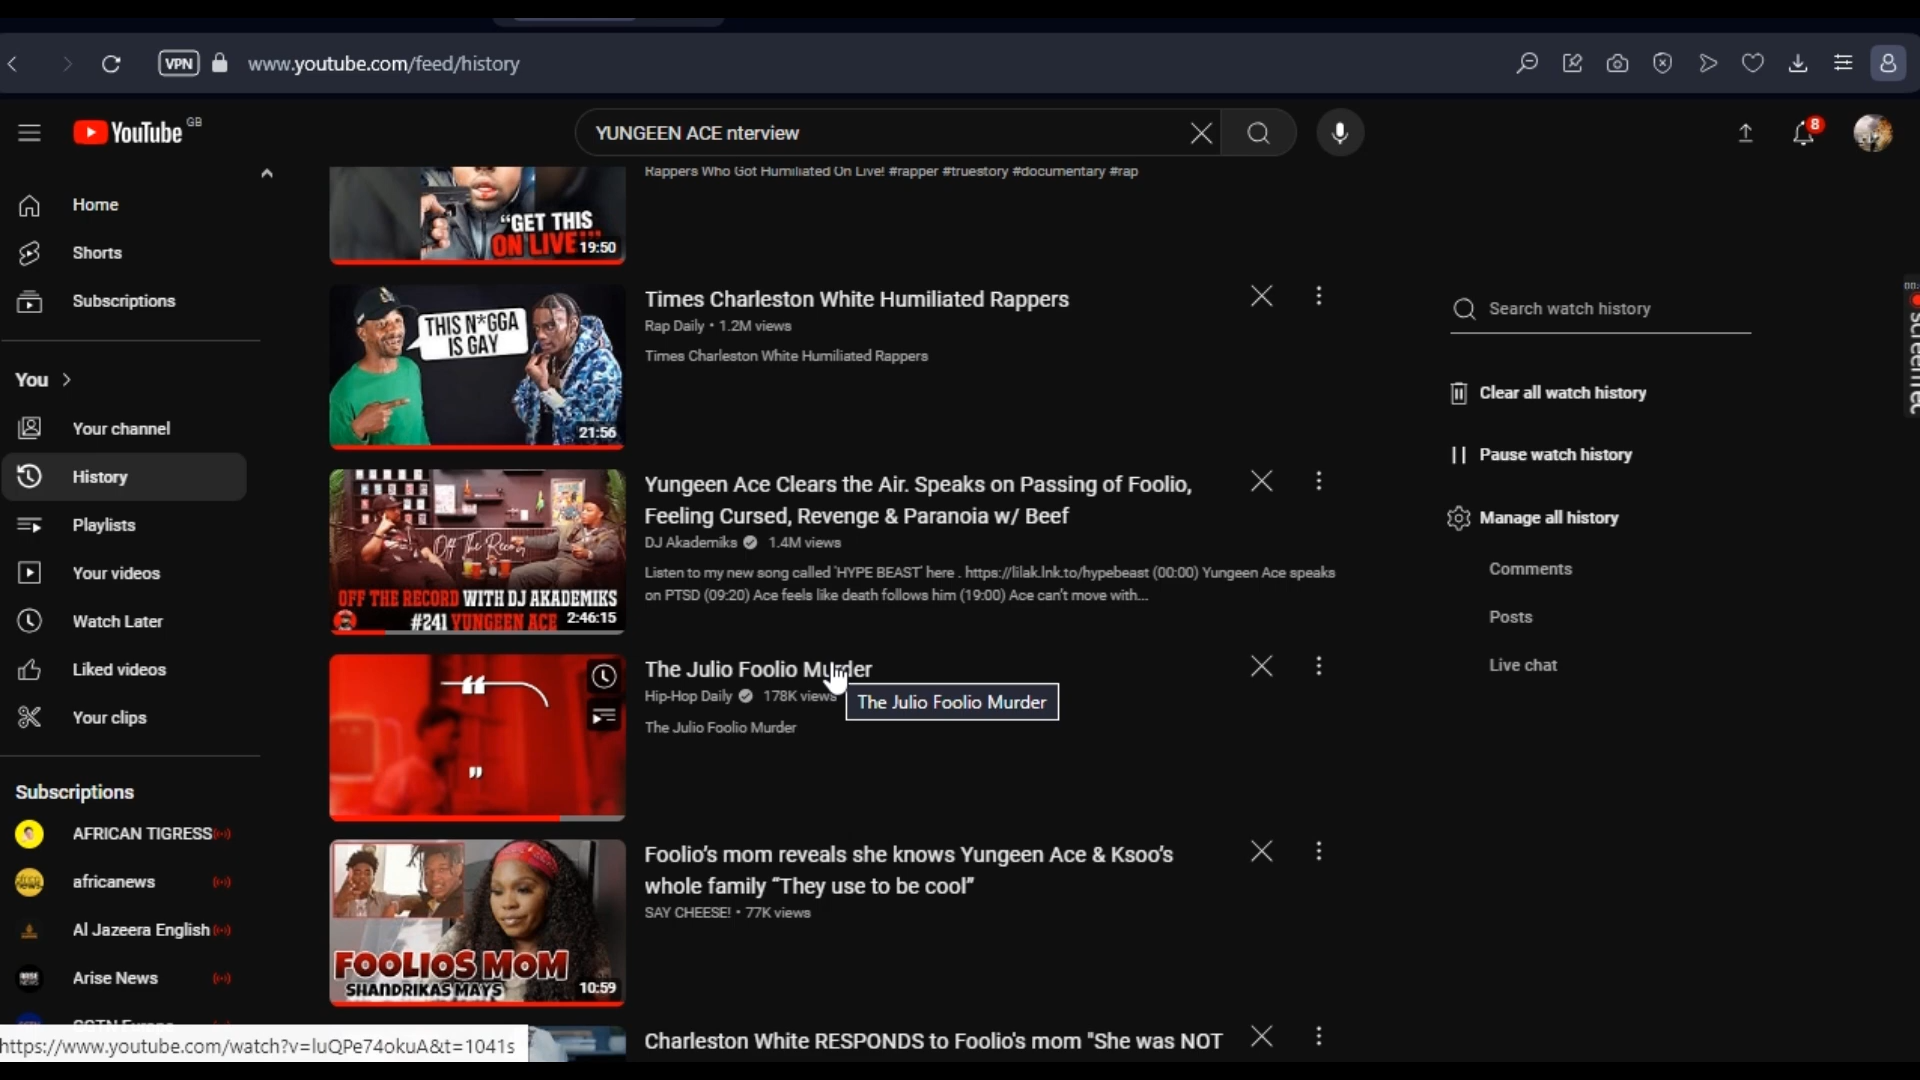 VPN
www.youtube.com/feed/history
YouTube GB
YUNGEEN ACE nterview
8
Home
Shorts
Subscriptions
You
Your channel
History
Playlists
Your videos
Watch Later
Liked videos
Your clips
Subscriptions
AFRICAN TIGRESS
africanews
Al Jazeera English
Arise News
https://www.youtube.com/watch?v=luQPe74okuA&t=1041s
"GET THIS
ON LIVE"
19:50
Rappers Who Got Humiliated On Live! #rapper #truestory #documentary #rap
THIS N*GGA
IS GAY
21:56
Times Charleston White Humiliated Rappers
Rap Daily • 1.2M views
Times Charleston White Humiliated Rappers
Off The Record
OFF THE RECORD WITH DJ AKADEMIKS
#241 YUNGEEN ACE
2:46:15
Yungeen Ace Clears the Air. Speaks on Passing of Foolio,
Feeling Cursed, Revenge & Paranoia w/ Beef
DJ Akademiks 1.4M views
Listen to my new song called 'HYPE BEAST' here . https://lilak.lnk.to/hypebeast (00:00) Yungeen Ace speaks
on PTSD (09:20) Ace feels like death follows him (19:00) Ace can't move with...
The Julio Foolio Murder
Hip-Hop Daily 178K views
The Julio Foolio Murder
The Julio Foolio Murder
FOOLIOS MOM
SHANDRIKAS MAYS
10:59
Foolio's mom reveals she knows Yungeen Ace & Ksoo's
whole family "They use to be cool"
SAY CHEESE! • 77K views
Charleston White RESPONDS to Foolio's mom "She was NOT
Search watch history
Clear all watch history
Pause watch history
Manage all history
Comments
Posts
Live chat
screenrec